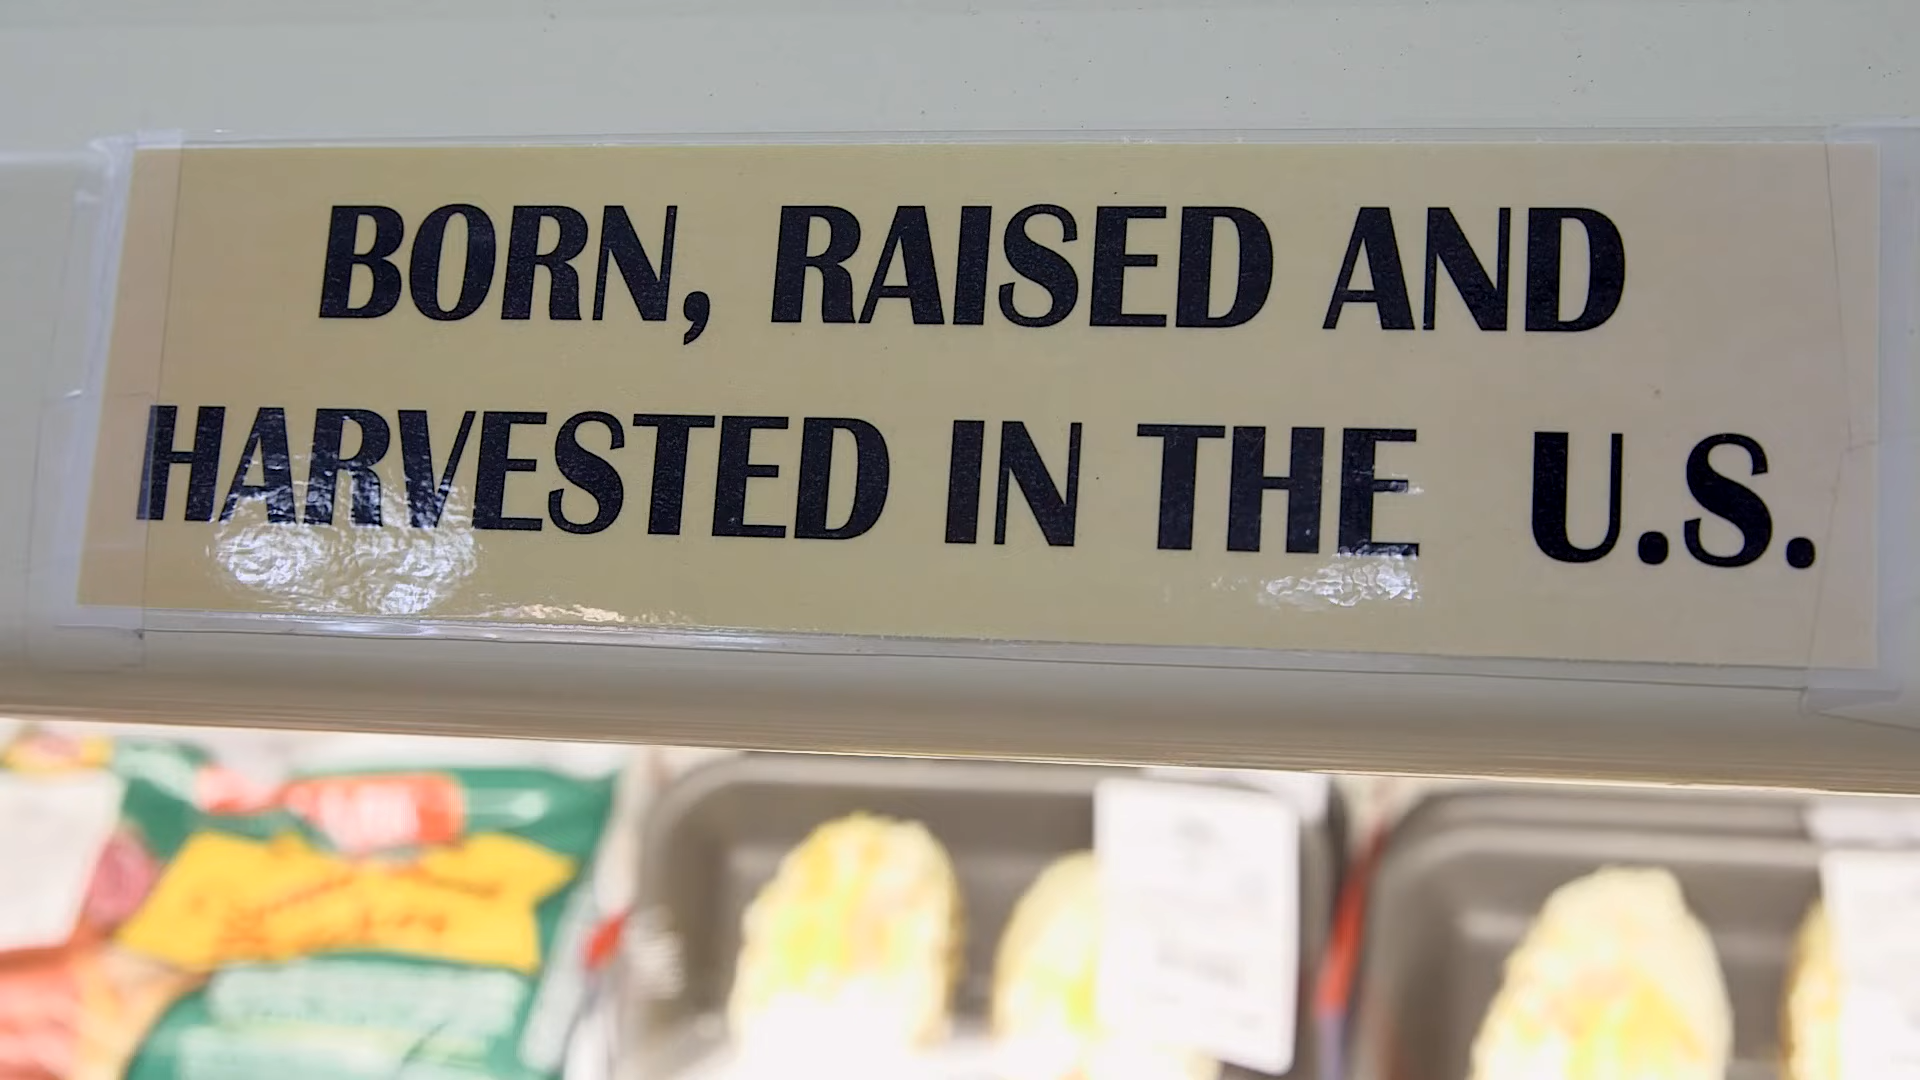 BORN, RAISED AND
HARVESTED IN THE U.S.